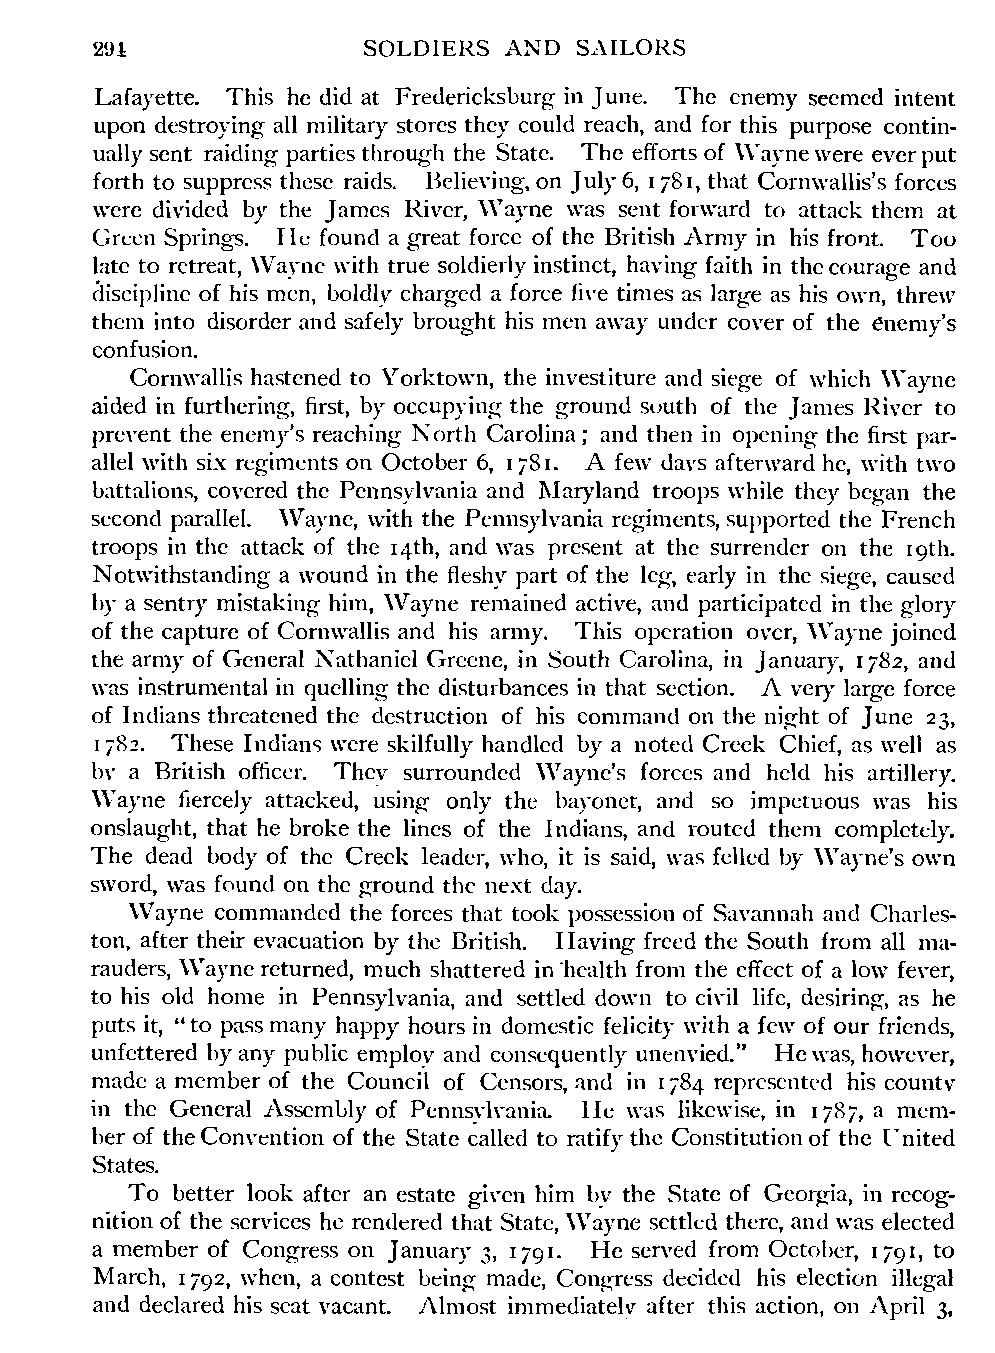 294 SOLDIERS AND SAILORS
Lafayette. This he did at Fredericksburg in June. The enemy seemed intent
upon destroying all military stores they could reach, and for this purpose contin-
ually sent raiding parties through the State. The efforts of Wayne were ever put
forth to suppress these raids. Believing, on July 6, 1781, that Cornwallis's forces
were divided by the James River, Wayne was sent forward to attack them at
Green Springs. He found a great force of the British Army in his front. Too
late to retreat, Wayne with true soldierly instinct, having faith in the courage and
discipline of his men, boldly charged a force five times as large as his own, threw
them into disorder and safely brought his men away under cover of the enemy's
confusion.
Cornwallis hastened to Yorktown, the investiture and siege of which Wayne
aided in furthering, first, by occupying the ground south of the James River to
prevent the enemy's reaching North Carolina; and then in opening the first par-
allel with six regiments on October 6, 1781. A few days afterward he, with two
battalions, covered the Pennsylvania and Maryland troops while they began the
second parallel. Wayne, with the Pennsylvania regiments, supported the French
troops in the attack of the 14th, and was present at the surrender on the 19th.
Notwithstanding a wound in the fleshy part of the leg, early in the siege, caused
by a sentry mistaking him, Wayne remained active, and participated in the glory
of the capture of Cornwallis and his army. This operation over, Wayne joined
the army of General Nathaniel Greene, in South Carolina, in January, 1782, and
was instrumental in quelling the disturbances in that section. A very large force
of Indians threatened the destruction of his command on the night of June 23,
1782. These Indians were skilfully handled by a noted Creek Chief, as well as
by a British officer. They surrounded Wayne's forces and held his artillery.
Wayne fiercely attacked, using only the bayonet, and so impetuous was his
onslaught, that he broke the lines of the Indians, and routed them completely.
The dead body of the Creek leader, who, it is said, was felled by Wayne's own
sword, was found on the ground the next day.
Wayne commanded the forces that took possession of Savannah and Charles-
ton, after their evacuation by the British. Having freed the South from all ma-
rauders, Wayne returned, much shattered in health from the effect of a low fever,
to his old home in Pennsylvania, and settled down to civil life, desiring, as he
puts it, "to pass many happy hours in domestic felicity with a few of our friends,
unfettered by any public employ and consequently unenvied." He was, however,
made a member of the Council of Censors, and in 1784 represented his county
in the General Assembly of Pennsylvania. He was likewise, in 1787, a mem-
ber of the Convention of the State called to ratify the Constitution of the United
States.
To better look after an estate given him by the State of Georgia, in recog-
nition of the services he rendered that State, Wayne settled there, and was elected
a member of Congress on January 3, 1791. He served from October, 1791, to
March, 1792, when, a contest being made, Congress decided his election illegal
and declared his seat vacant. Almost immediately after this action, on April 3,